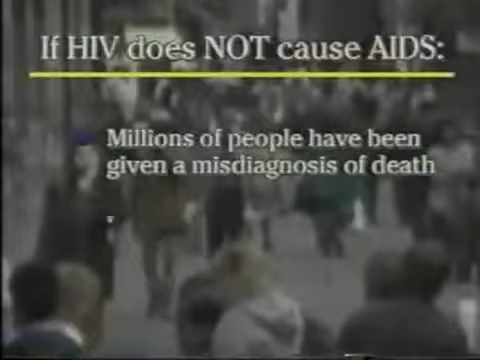 If HIV does NOT cause AIDS:
Millions of people have been
given a misdiagnosis of death